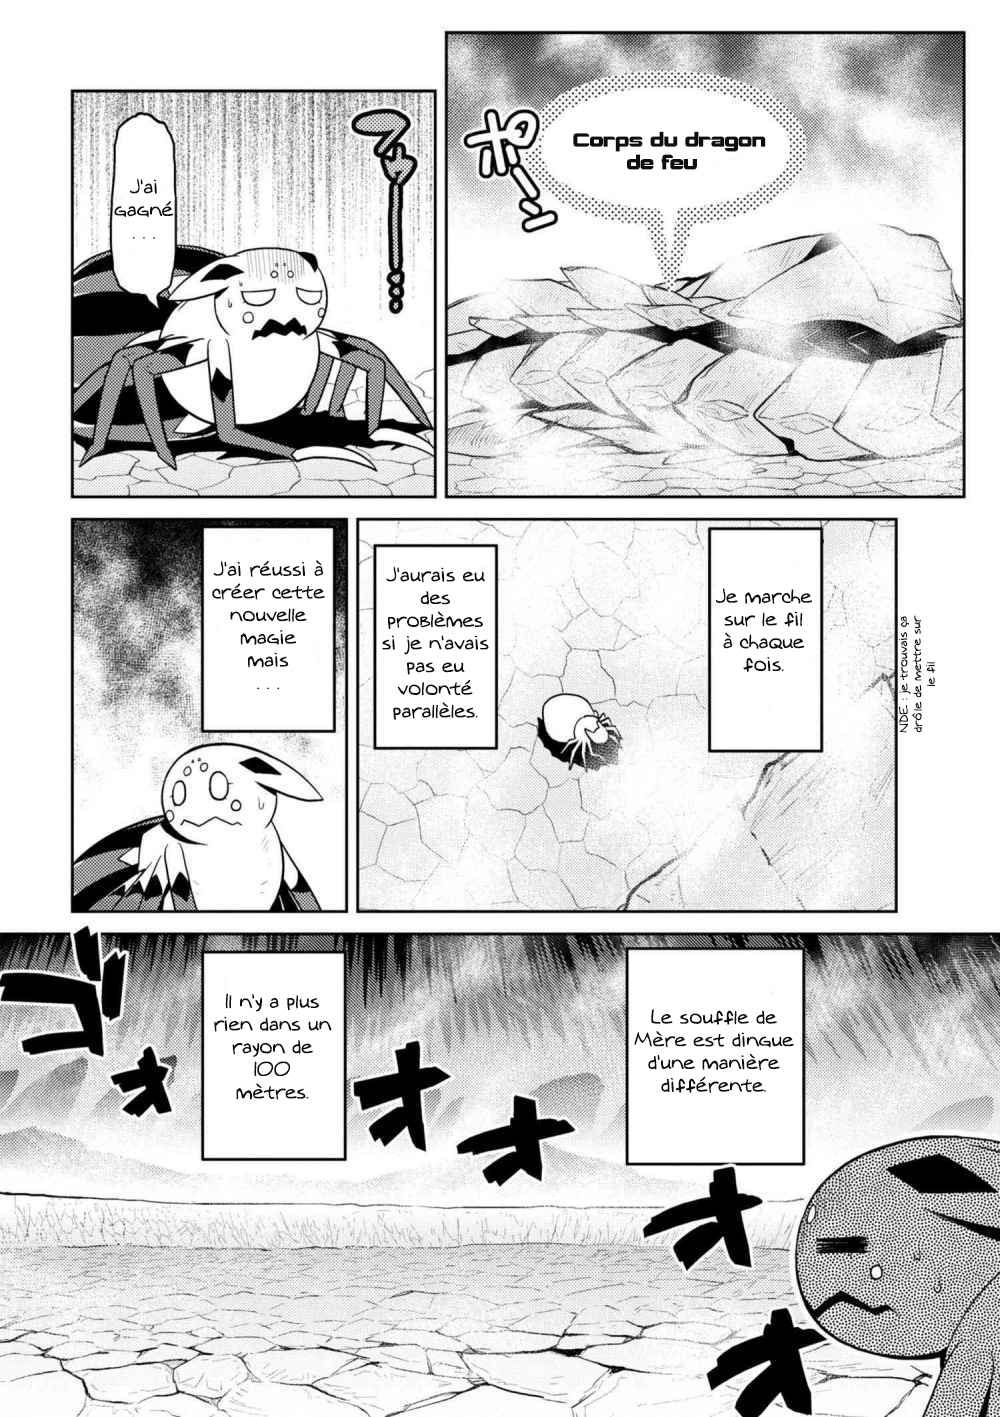 Corps du dragon
de feu
ポーン
J'ai
gagné
...
Je marche
sur le fil
à chaque
fois.
NDE : je trouvais ça
drôle de mettre sur
le fil
J'aurais eu
des
problèmes
si je n'avais
pas eu
volonté
parallèles.
J'ai réussi à
créer cette
nouvelle
magie
mais
...
Le souffle de
Mère est dingue
d'une manière
différente.
Il n'y a plus
rien dans un
rayon de
100
mètres.
ゴオオオオオ